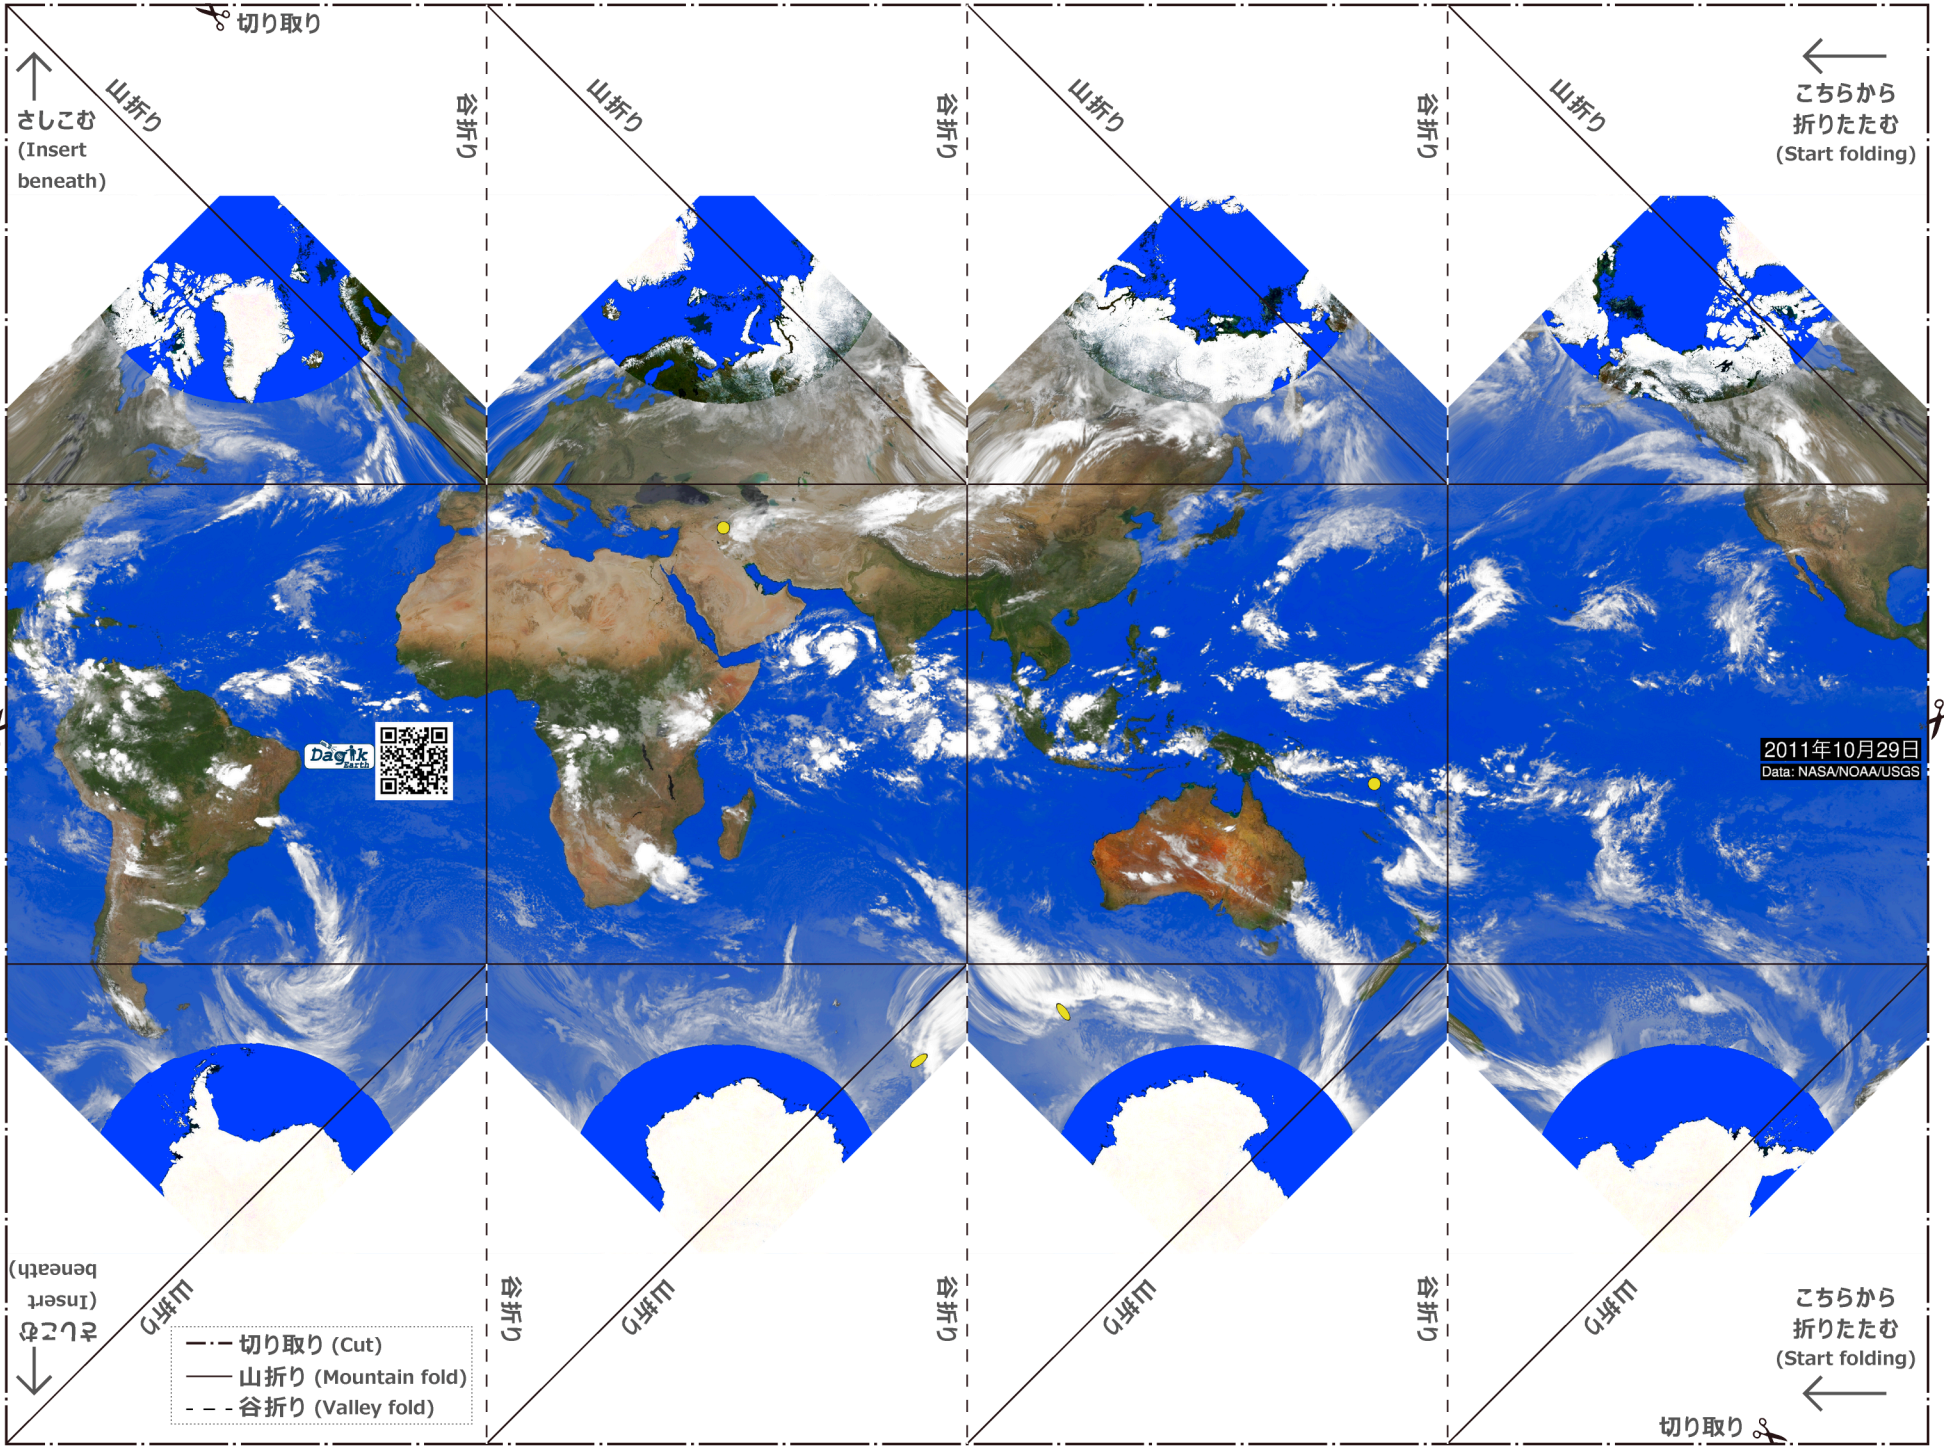 切り取り
山折り
谷折り
山折り
谷折り
山折り
谷折り
山折り
さしこむ
(Insert
beneath)
こちらから
折りたたむ
(Start folding)
Dagik
Earth
2011年10月29日
Data: NASA/NOAA/USGS
さしこむ
(Insert
beneath)
山折り
谷折り
山折り
谷折り
山折り
谷折り
山折り
こちらから
折りたたむ
(Start folding)
切り取り (Cut)
山折り (Mountain fold)
谷折り (Valley fold)
切り取り